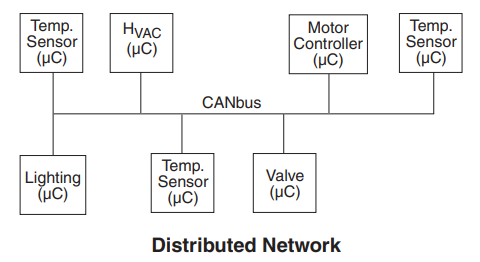 Temp.
Sensor
(µC)
HVAC
(µC)
Motor
Controller
(µC)
Temp.
Sensor
(µC)
CANbus
Lighting
(µC)
Temp.
Sensor
(µC)
Valve
(µC)
Distributed Network